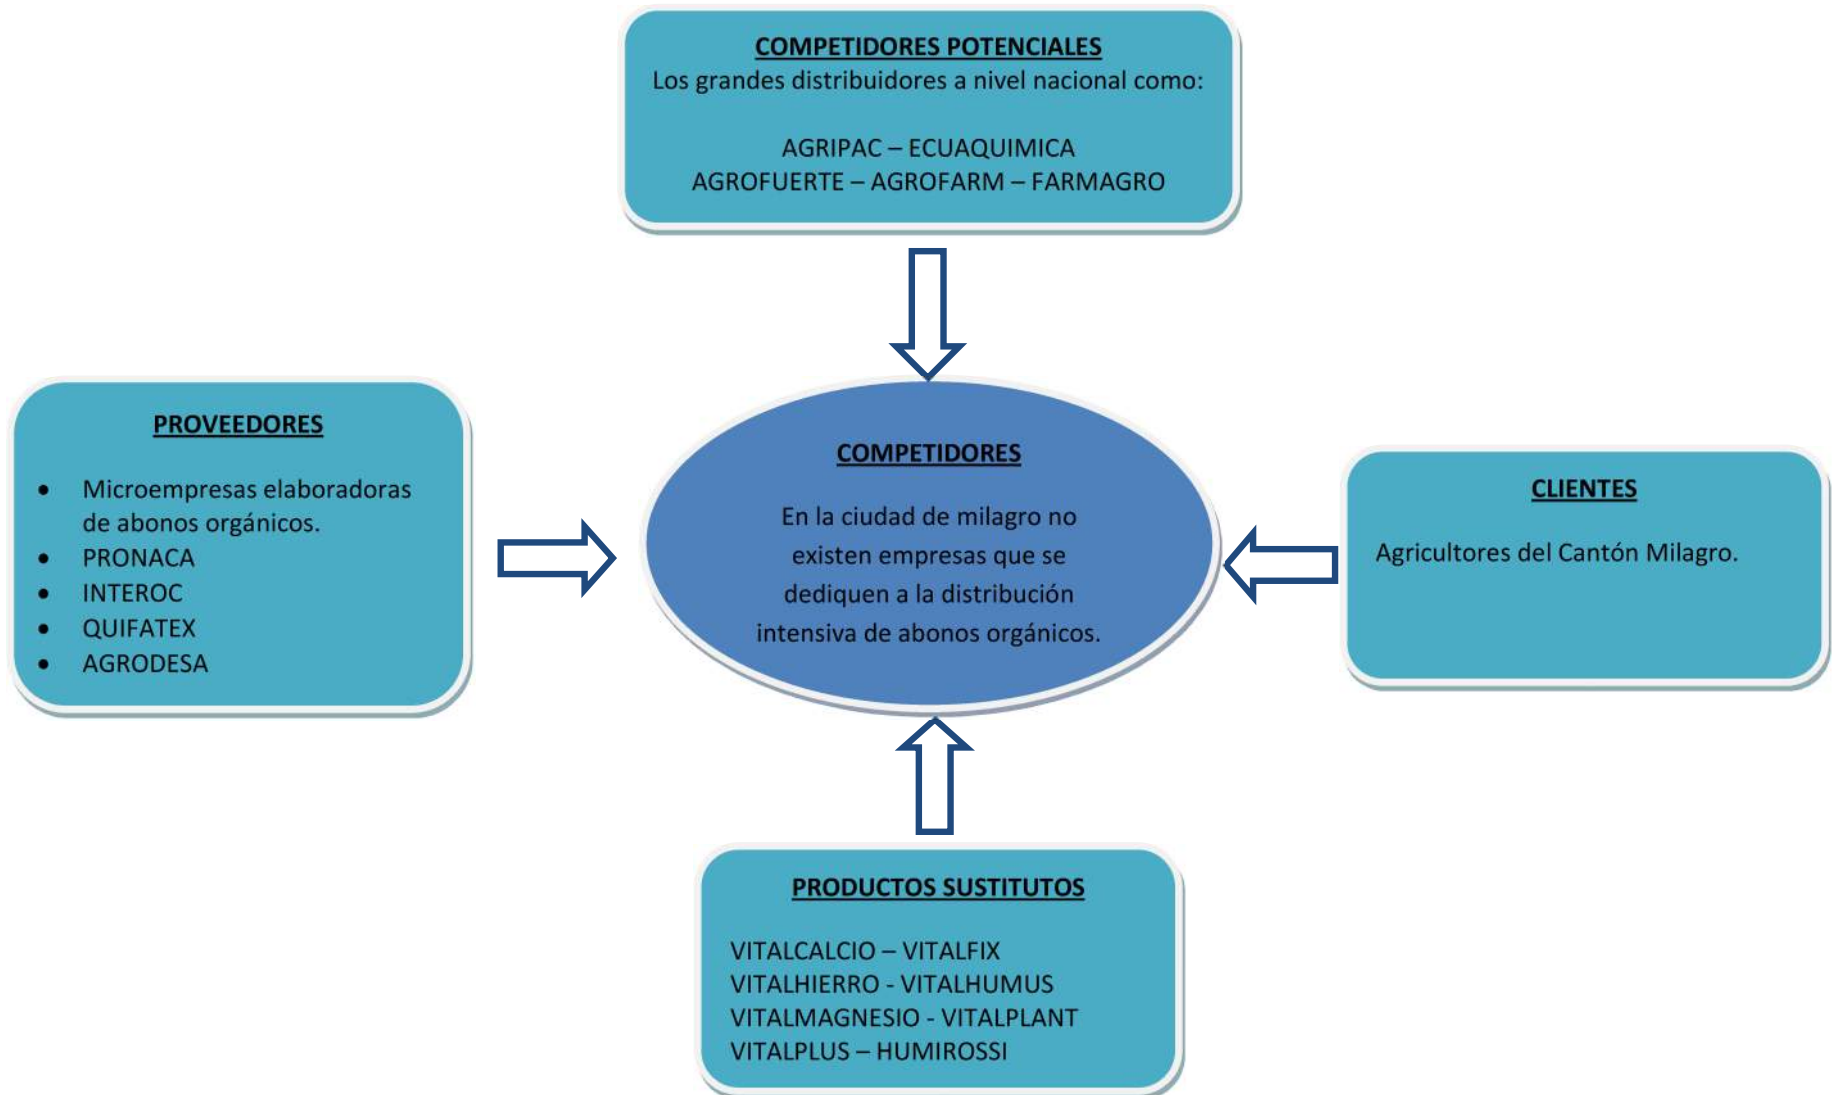 COMPETIDORES POTENCIALES
Los grandes distribuidores a nivel nacional como:
AGRIPAC – ECUAQUIMICA
AGROFUERTE – AGROFARM – FARMAGRO
PROVEEDORES
• Microempresas elaboradoras
de abonos orgánicos.
• PRONACA
• INTEROC
• QUIFATEX
• AGRODESA
COMPETIDORES
En la ciudad de milagro no
existen empresas que se
dediquen a la distribución
intensiva de abonos orgánicos.
CLIENTES
Agricultores del Cantón Milagro.
PRODUCTOS SUSTITUTOS
VITALCALCIO – VITALFIX
VITALHIERRO - VITALHUMUS
VITALMAGNESIO - VITALPLANT
VITALPLUS – HUMIROSSI